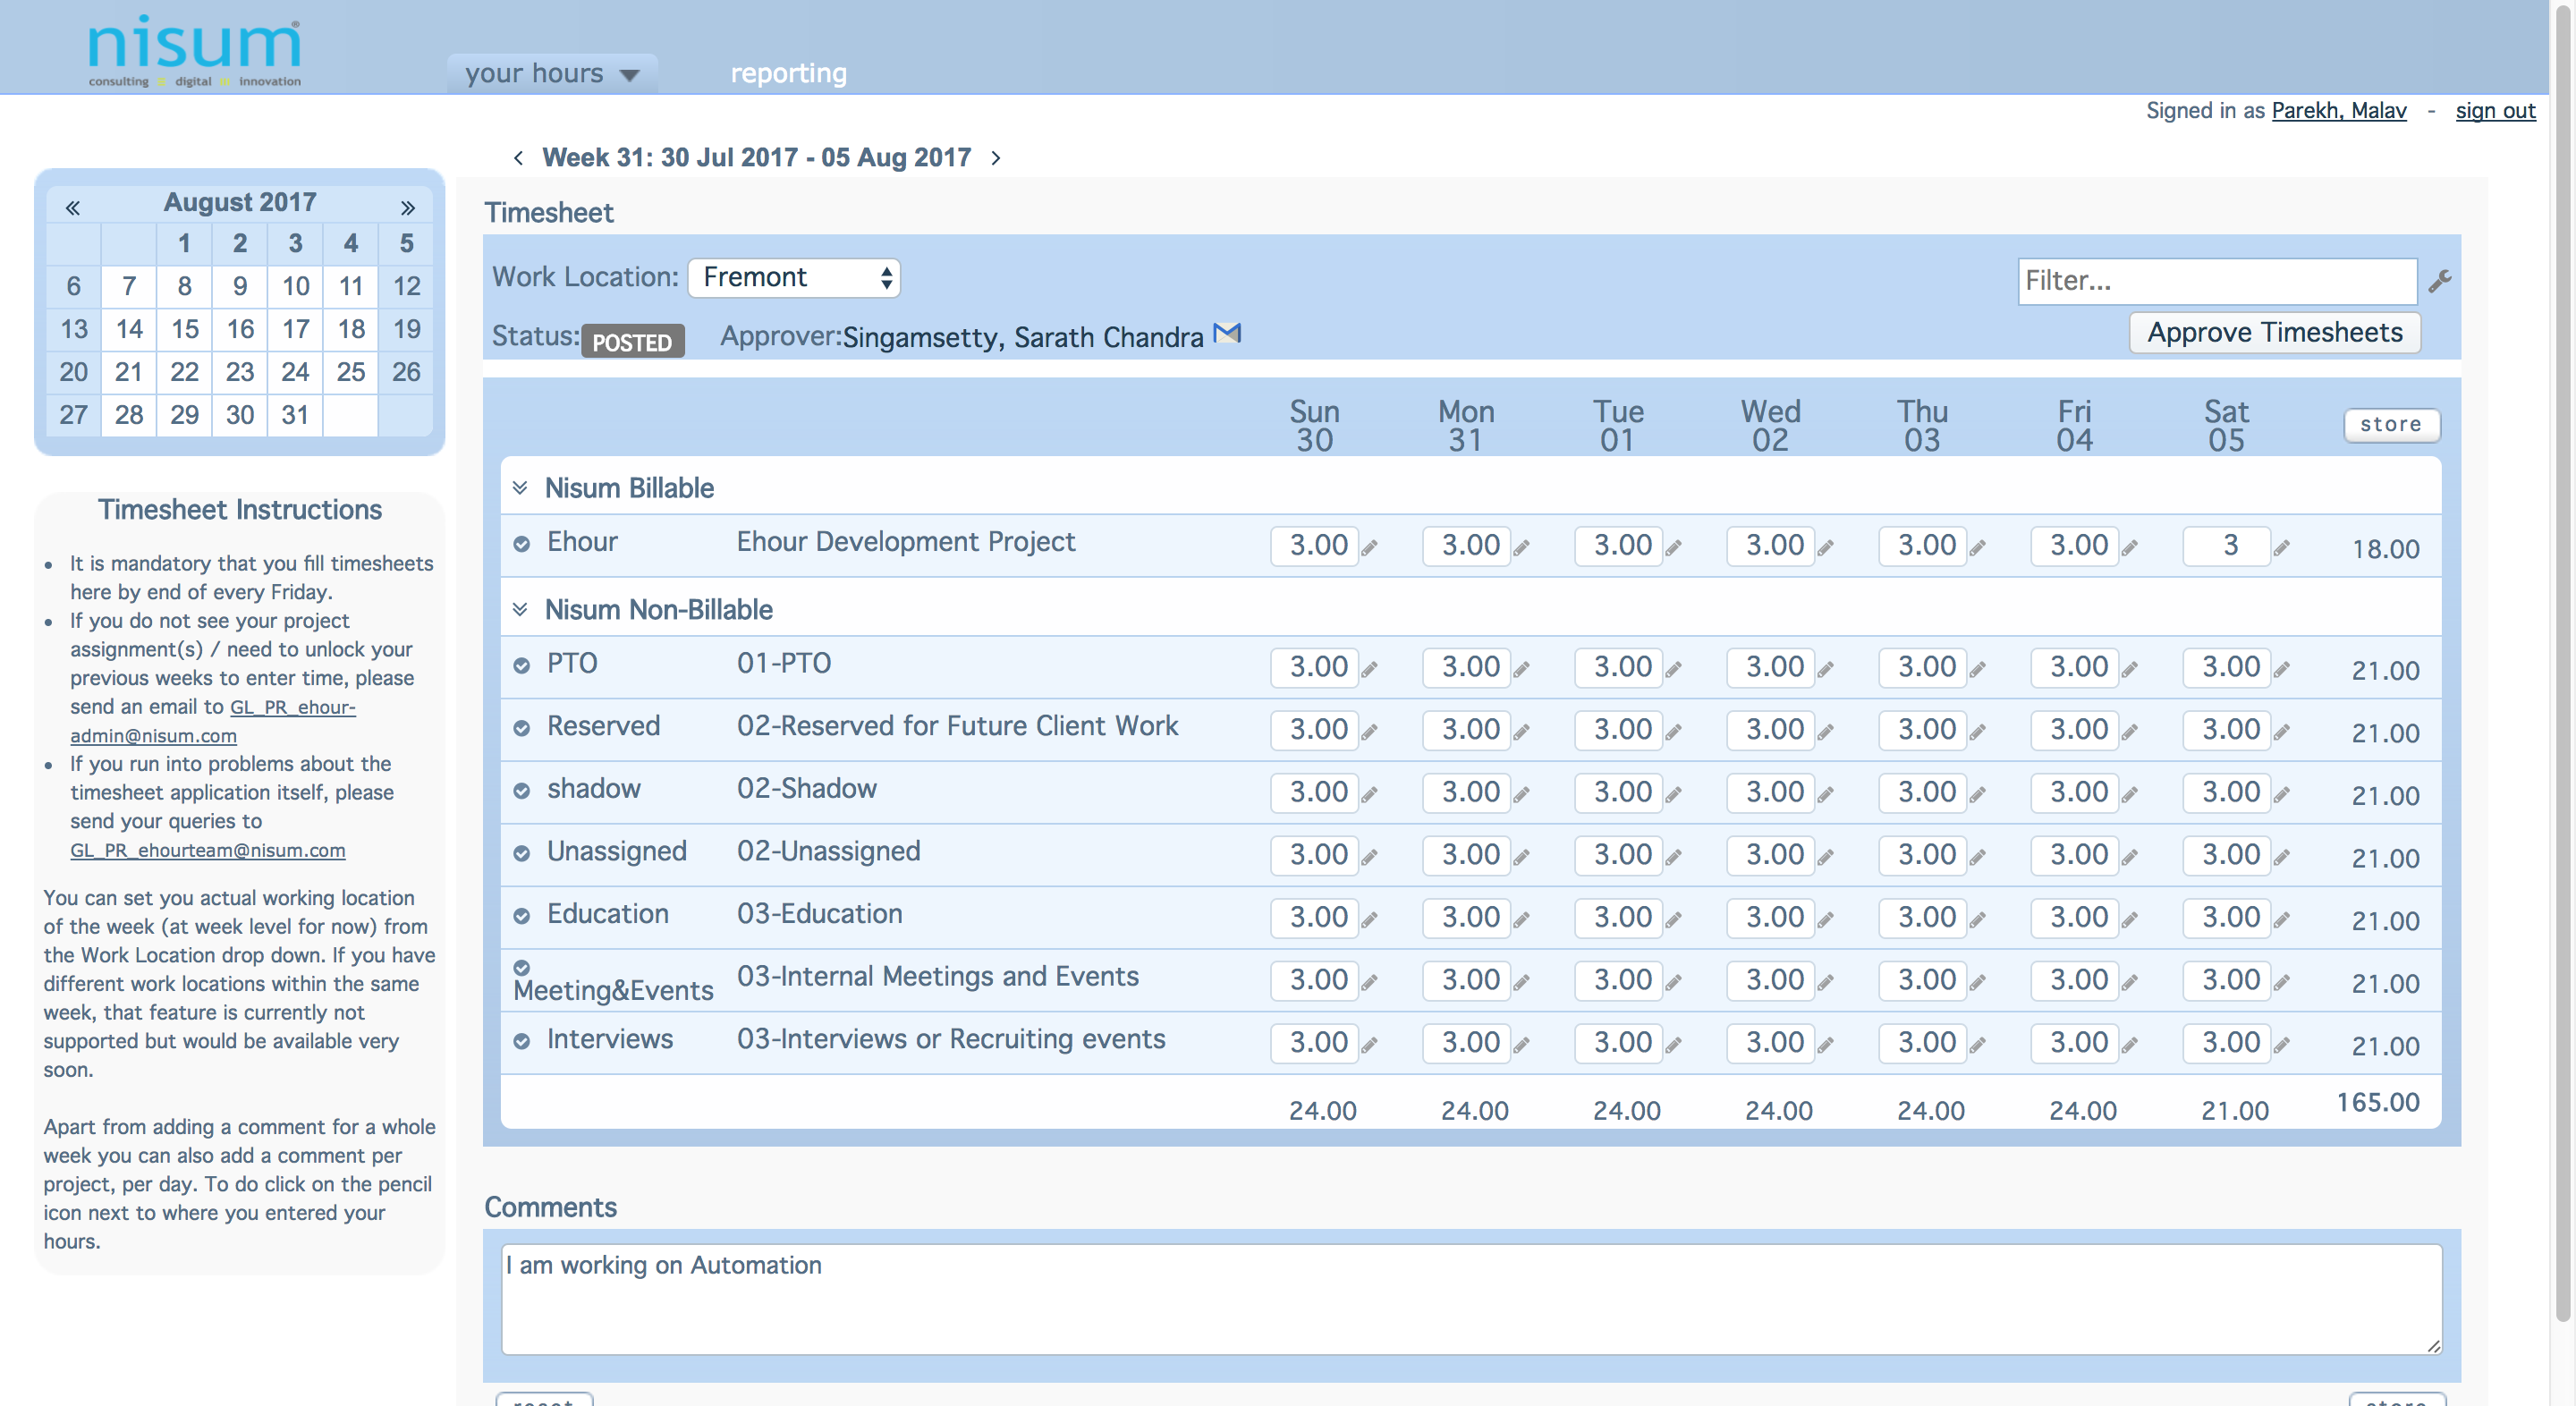 nisum®
consulting digital innovation
your hours
reporting
Signed in as Parekh, Malav - sign out
Week 31: 30 Jul 2017 - 05 Aug 2017
« August 2017 »
1 2 3 4 5
6 7 8 9 10 11 12
13 14 15 16 17 18 19
20 21 22 23 24 25 26
27 28 29 30 31
Timesheet Instructions
• It is mandatory that you fill timesheets
here by end of every Friday.
• If you do not see your project
assignment(s) / need to unlock your
previous weeks to enter time, please
send an email to GL_PR_ehour-
admin@nisum.com
• If you run into problems about the
timesheet application itself, please
send your queries to
GL_PR_ehourteam@nisum.com
You can set you actual working location
of the week (at week level for now) from
the Work Location drop down. If you have
different work locations within the same
week, that feature is currently not
supported but would be available very
soon.
Apart from adding a comment for a whole
week you can also add a comment per
project, per day. To do click on the pencil
icon next to where you entered your
hours.
Timesheet
Work Location: Fremont
Filter...
Status: POSTED Approver:Singamsetty, Sarath Chandra
Approve Timesheets
Sun Mon Tue Wed Thu Fri Sat
30 31 01 02 03 04 05
store
Nisum Billable
Ehour Ehour Development Project 3.00 3.00 3.00 3.00 3.00 3.00 3 18.00
Nisum Non-Billable
PTO 01-PTO 3.00 3.00 3.00 3.00 3.00 3.00 3.00 21.00
Reserved 02-Reserved for Future Client Work 3.00 3.00 3.00 3.00 3.00 3.00 3.00 21.00
shadow 02-Shadow 3.00 3.00 3.00 3.00 3.00 3.00 3.00 21.00
Unassigned 02-Unassigned 3.00 3.00 3.00 3.00 3.00 3.00 3.00 21.00
Education 03-Education 3.00 3.00 3.00 3.00 3.00 3.00 3.00 21.00
Meeting&Events 03-Internal Meetings and Events 3.00 3.00 3.00 3.00 3.00 3.00 3.00 21.00
Interviews 03-Interviews or Recruiting events 3.00 3.00 3.00 3.00 3.00 3.00 3.00 21.00
24.00 24.00 24.00 24.00 24.00 24.00 21.00 165.00
Comments
I am working on Automation
reset
store